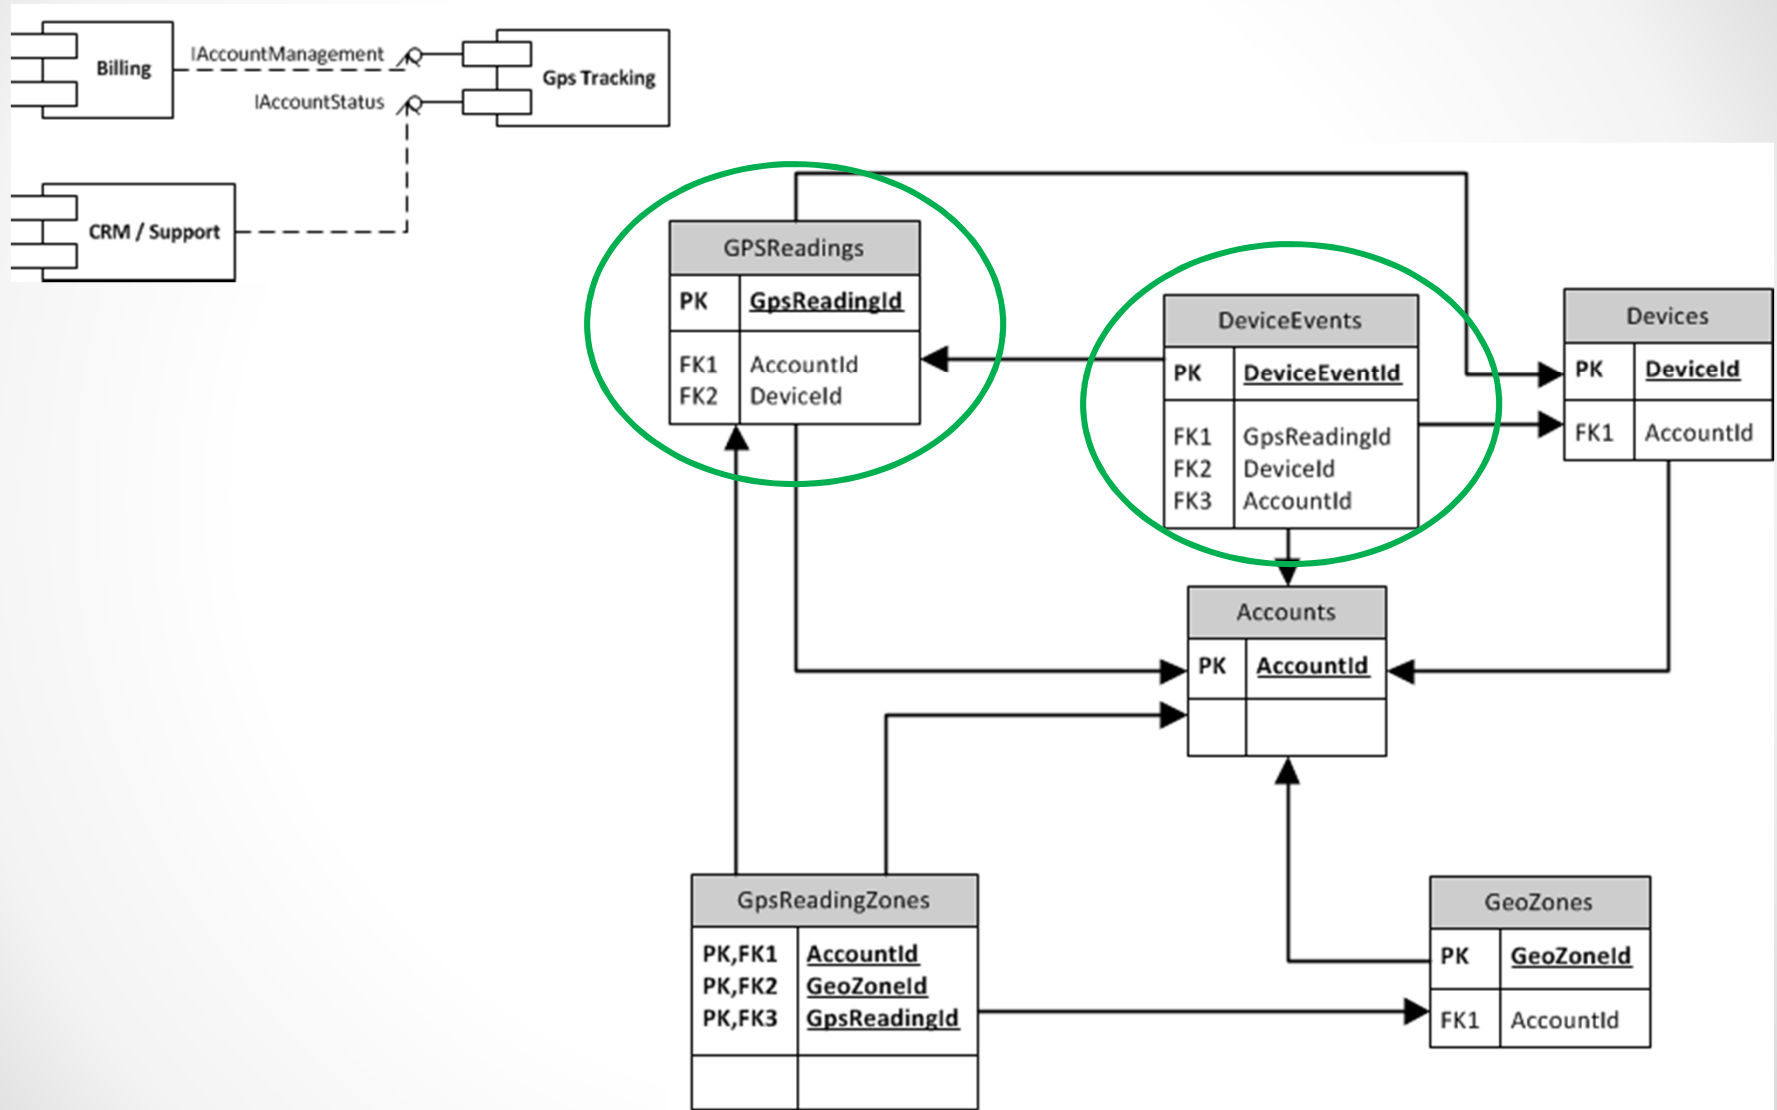 Billing
IAccountManagement
IAccountStatus
Gps Tracking
CRM / Support
GPSReadings
PK GpsReadingId
FK1 AccountId
FK2 DeviceId
DeviceEvents
PK DeviceEventId
FK1 GpsReadingId
FK2 DeviceId
FK3 AccountId
Devices
PK DeviceId
FK1 AccountId
Accounts
PK AccountId
GpsReadingZones
PK,FK1 AccountId
PK,FK2 GeoZoneId
PK,FK3 GpsReadingId
GeoZones
PK GeoZoneId
FK1 AccountId